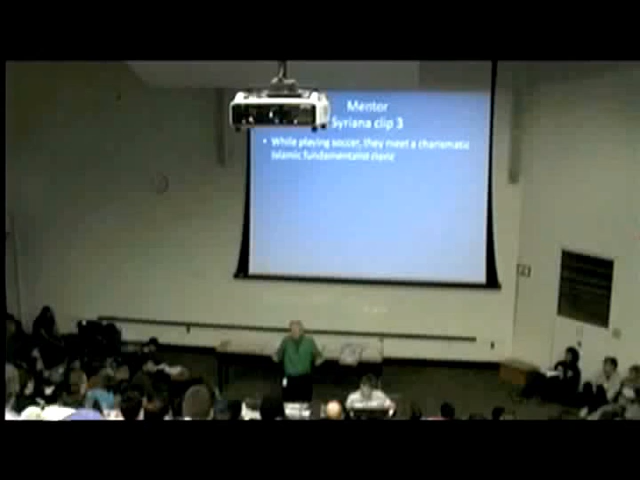 Mentor
Syriana clip 3
• While playing soccer, they meet a charismatic
Islamic fundamentalist cleric